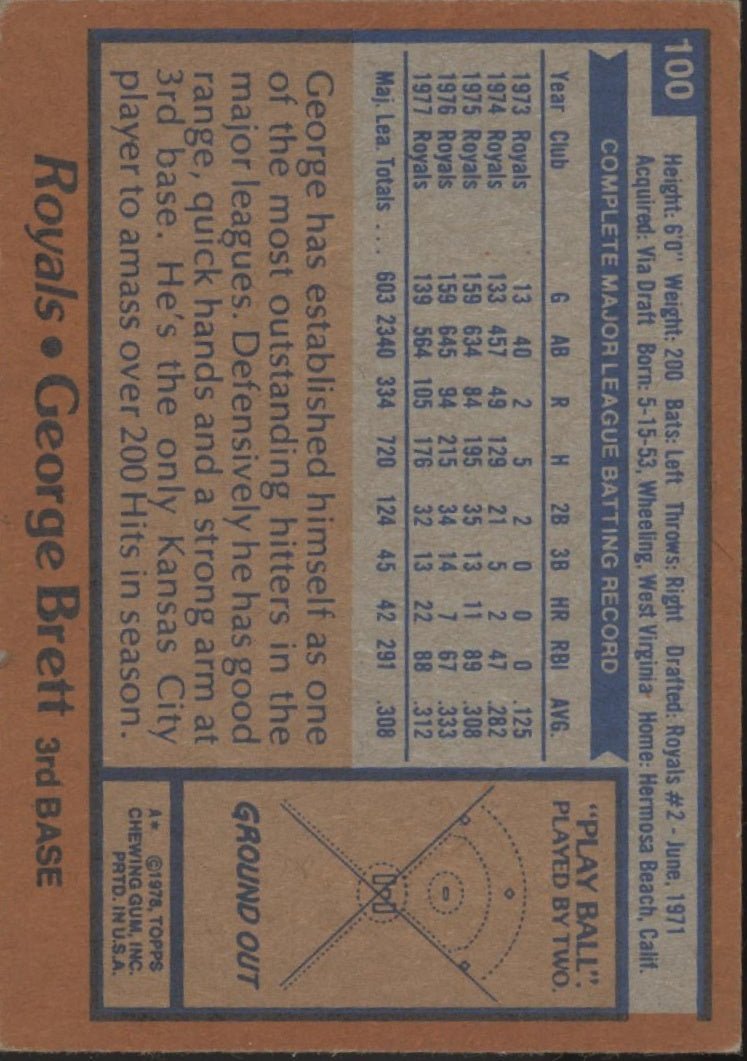 100
Height: 6'0" Weight: 200 Bats: Left Throws: Right Drafted: Royals #2 - June, 1971
Acquired: Via Draft Born: 5-15-53, Wheeling, West Virginia Home: Hermosa Beach, Calif.
COMPLETE MAJOR LEAGUE BATTING RECORD
Year Club G AB R H 2B 3B HR RBI AVG.
1973 Royals 13 40 2 5 2 0 0 0 .125
1974 Royals 133 457 49 129 21 5 2 47 .282
1975 Royals 159 634 84 195 35 13 11 89 .308
1976 Royals 159 645 94 215 34 14 7 67 .333
1977 Royals 139 564 105 176 32 13 22 88 .312
Maj. Lea. Totals ... 603 2340 334 720 124 45 42 291 .308
George has established himself as one
of the most outstanding hitters in the
major leagues. Defensively he has good
range, quick hands and a strong arm at
3rd base. He's the only Kansas City
player to amass over 200 Hits in season.
"PLAY BALL":
PLAYED BY TWO.
GROUND OUT
A* ©1978, TOPPS
CHEWING GUM, INC.
PRTD. IN U.S.A.
Royals • George Brett 3rd BASE